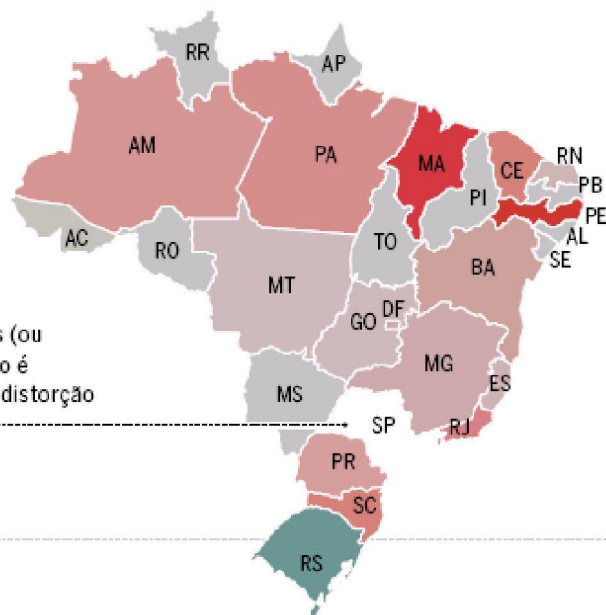 RR
AP
AM
PA
MA
CE
RN
PB
PI
PE
AL
SE
AC
RO
TO
BA
MT
GO
DF
s (ou
o é
distorção
MG
ES
MS
SP
RJ
PR
SC
RS